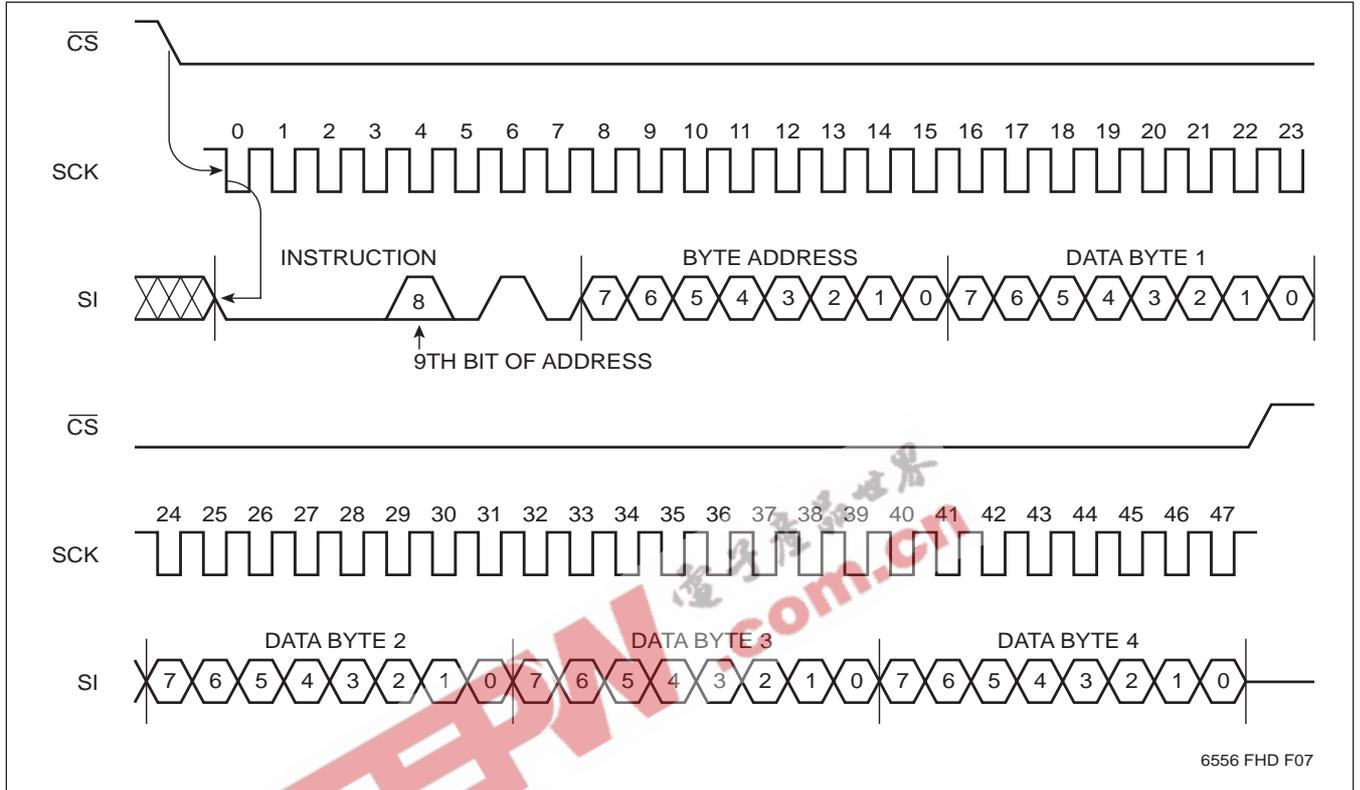 CS
0 1 2 3 4 5 6 7 8 9 10 11 12 13 14 15 16 17 18 19 20 21 22 23
SCK
INSTRUCTION BYTE ADDRESS DATA BYTE 1
SI 8 7 6 5 4 3 2 1 0 7 6 5 4 3 2 1 0
9TH BIT OF ADDRESS
CS
24 25 26 27 28 29 30 31 32 33 34 35 36 37 38 39 40 41 42 43 44 45 46 47
SCK
DATA BYTE 2 DATA BYTE 3 DATA BYTE 4
SI 7 6 5 4 3 2 1 0 7 6 5 4 3 2 1 0 7 6 5 4 3 2 1 0
6556 FHD F07
電子產品世界
.com.cn